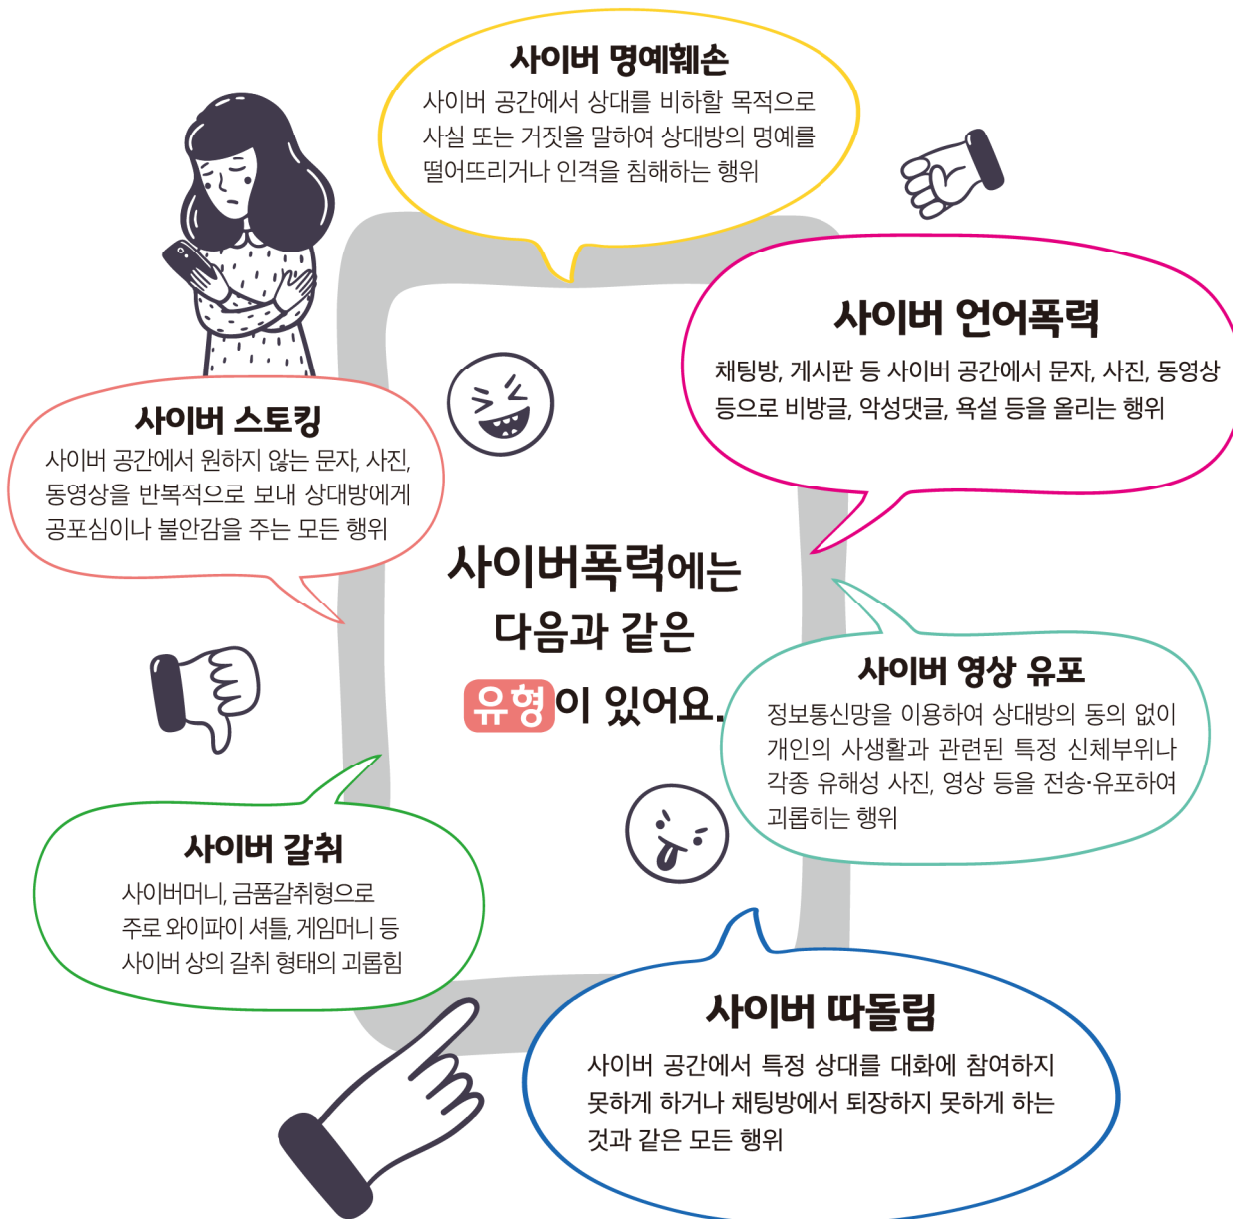 사이버 명예훼손
사이버 공간에서 상대를 비하할 목적으로
사실 또는 거짓을 말하여 상대방의 명예를
떨어뜨리거나 인격을 침해하는 행위
사이버 언어폭력
채팅방, 게시판 등 사이버 공간에서 문자, 사진, 동영상
등으로 비방글, 악성댓글, 욕설 등을 올리는 행위
사이버 스토킹
사이버 공간에서 원하지 않는 문자, 사진,
동영상을 반복적으로 보내 상대방에게
공포심이나 불안감을 주는 모든 행위
사이버폭력에는
다음과 같은
유형이 있어요.
사이버 영상 유포
정보통신망을 이용하여 상대방의 동의 없이
개인의 사생활과 관련된 특정 신체부위나
각종 유해성 사진, 영상 등을 전송·유포하여
괴롭히는 행위
사이버 갈취
사이버머니, 금품갈취형으로
주로 와이파이 셔틀, 게임머니 등
사이버 상의 갈취 형태의 괴롭힘
사이버 따돌림
사이버 공간에서 특정 상대를 대화에 참여하지
못하게 하거나 채팅방에서 퇴장하지 못하게 하는
것과 같은 모든 행위